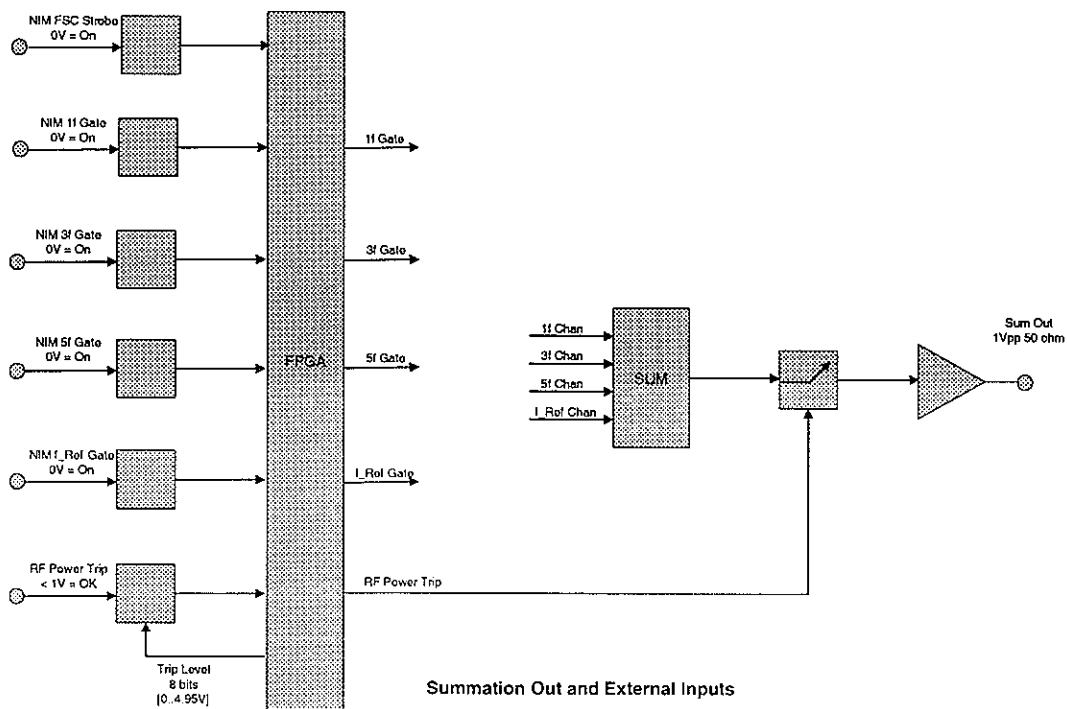 NIM FSC Strobe
0V = On
NIM 1f Gate
0V = On
1f Gate
NIM 3f Gate
0V = On
3f Gate
NIM 5f Gate
0V = On
FPGA
5f Gate
NIM f_Ref Gate
0V = On
f_Ref Gate
RF Power Trip
< 1V = OK
RF Power Trip
Trip Level
8 bits
[0..4.95V]
1f Chan
3f Chan
5f Chan
f_Ref Chan
SUM
Sum Out
1Vpp 50 ohm
Summation Out and External Inputs